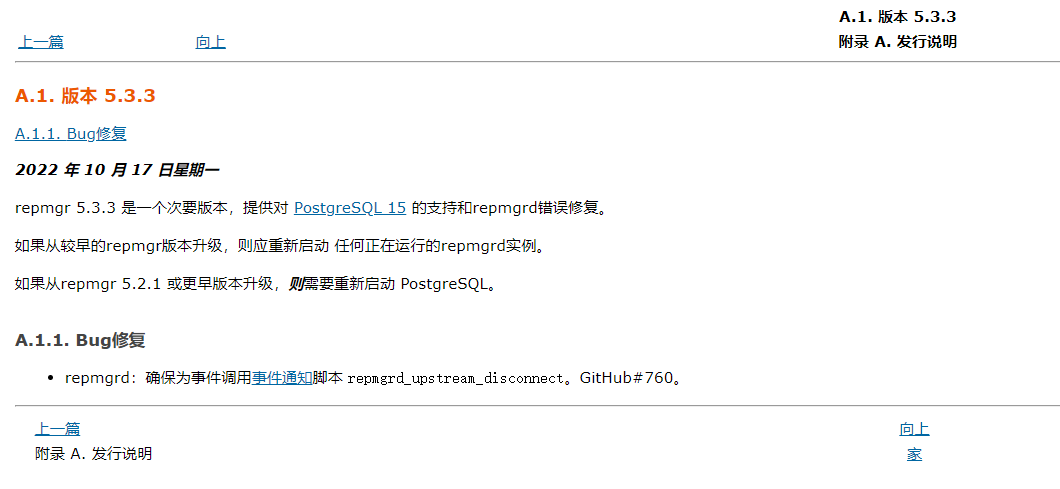 A.1. 版本 5.3.3
上一篇 向上 附录 A. 发行说明
A.1. 版本 5.3.3
A.1.1. Bug修复
2022 年 10 月 17 日星期一
repmgr 5.3.3 是一个次要版本，提供对 PostgreSQL 15 的支持和repmgrd错误修复。
如果从较早的repmgr版本升级，则应重新启动 任何正在运行的repmgrd实例。
如果从repmgr 5.2.1 或更早版本升级，则需要重新启动 PostgreSQL。
A.1.1. Bug修复
• repmgrd：确保为事件调用事件通知脚本 repmgrd_upstream_disconnect。GitHub#760。
上一篇 向上
附录 A. 发行说明 家